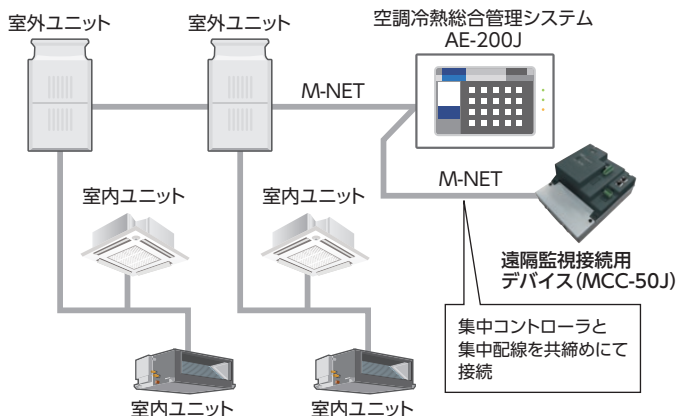 室外ユニット
室外ユニット
空調冷熱総合管理システム
AE-200J
M-NET
M-NET
室内ユニット
室内ユニット
遠隔監視接続用
デバイス(MCC-50J)
集中コントローラと
集中配線を共締めにて
接続
室内ユニット
室内ユニット